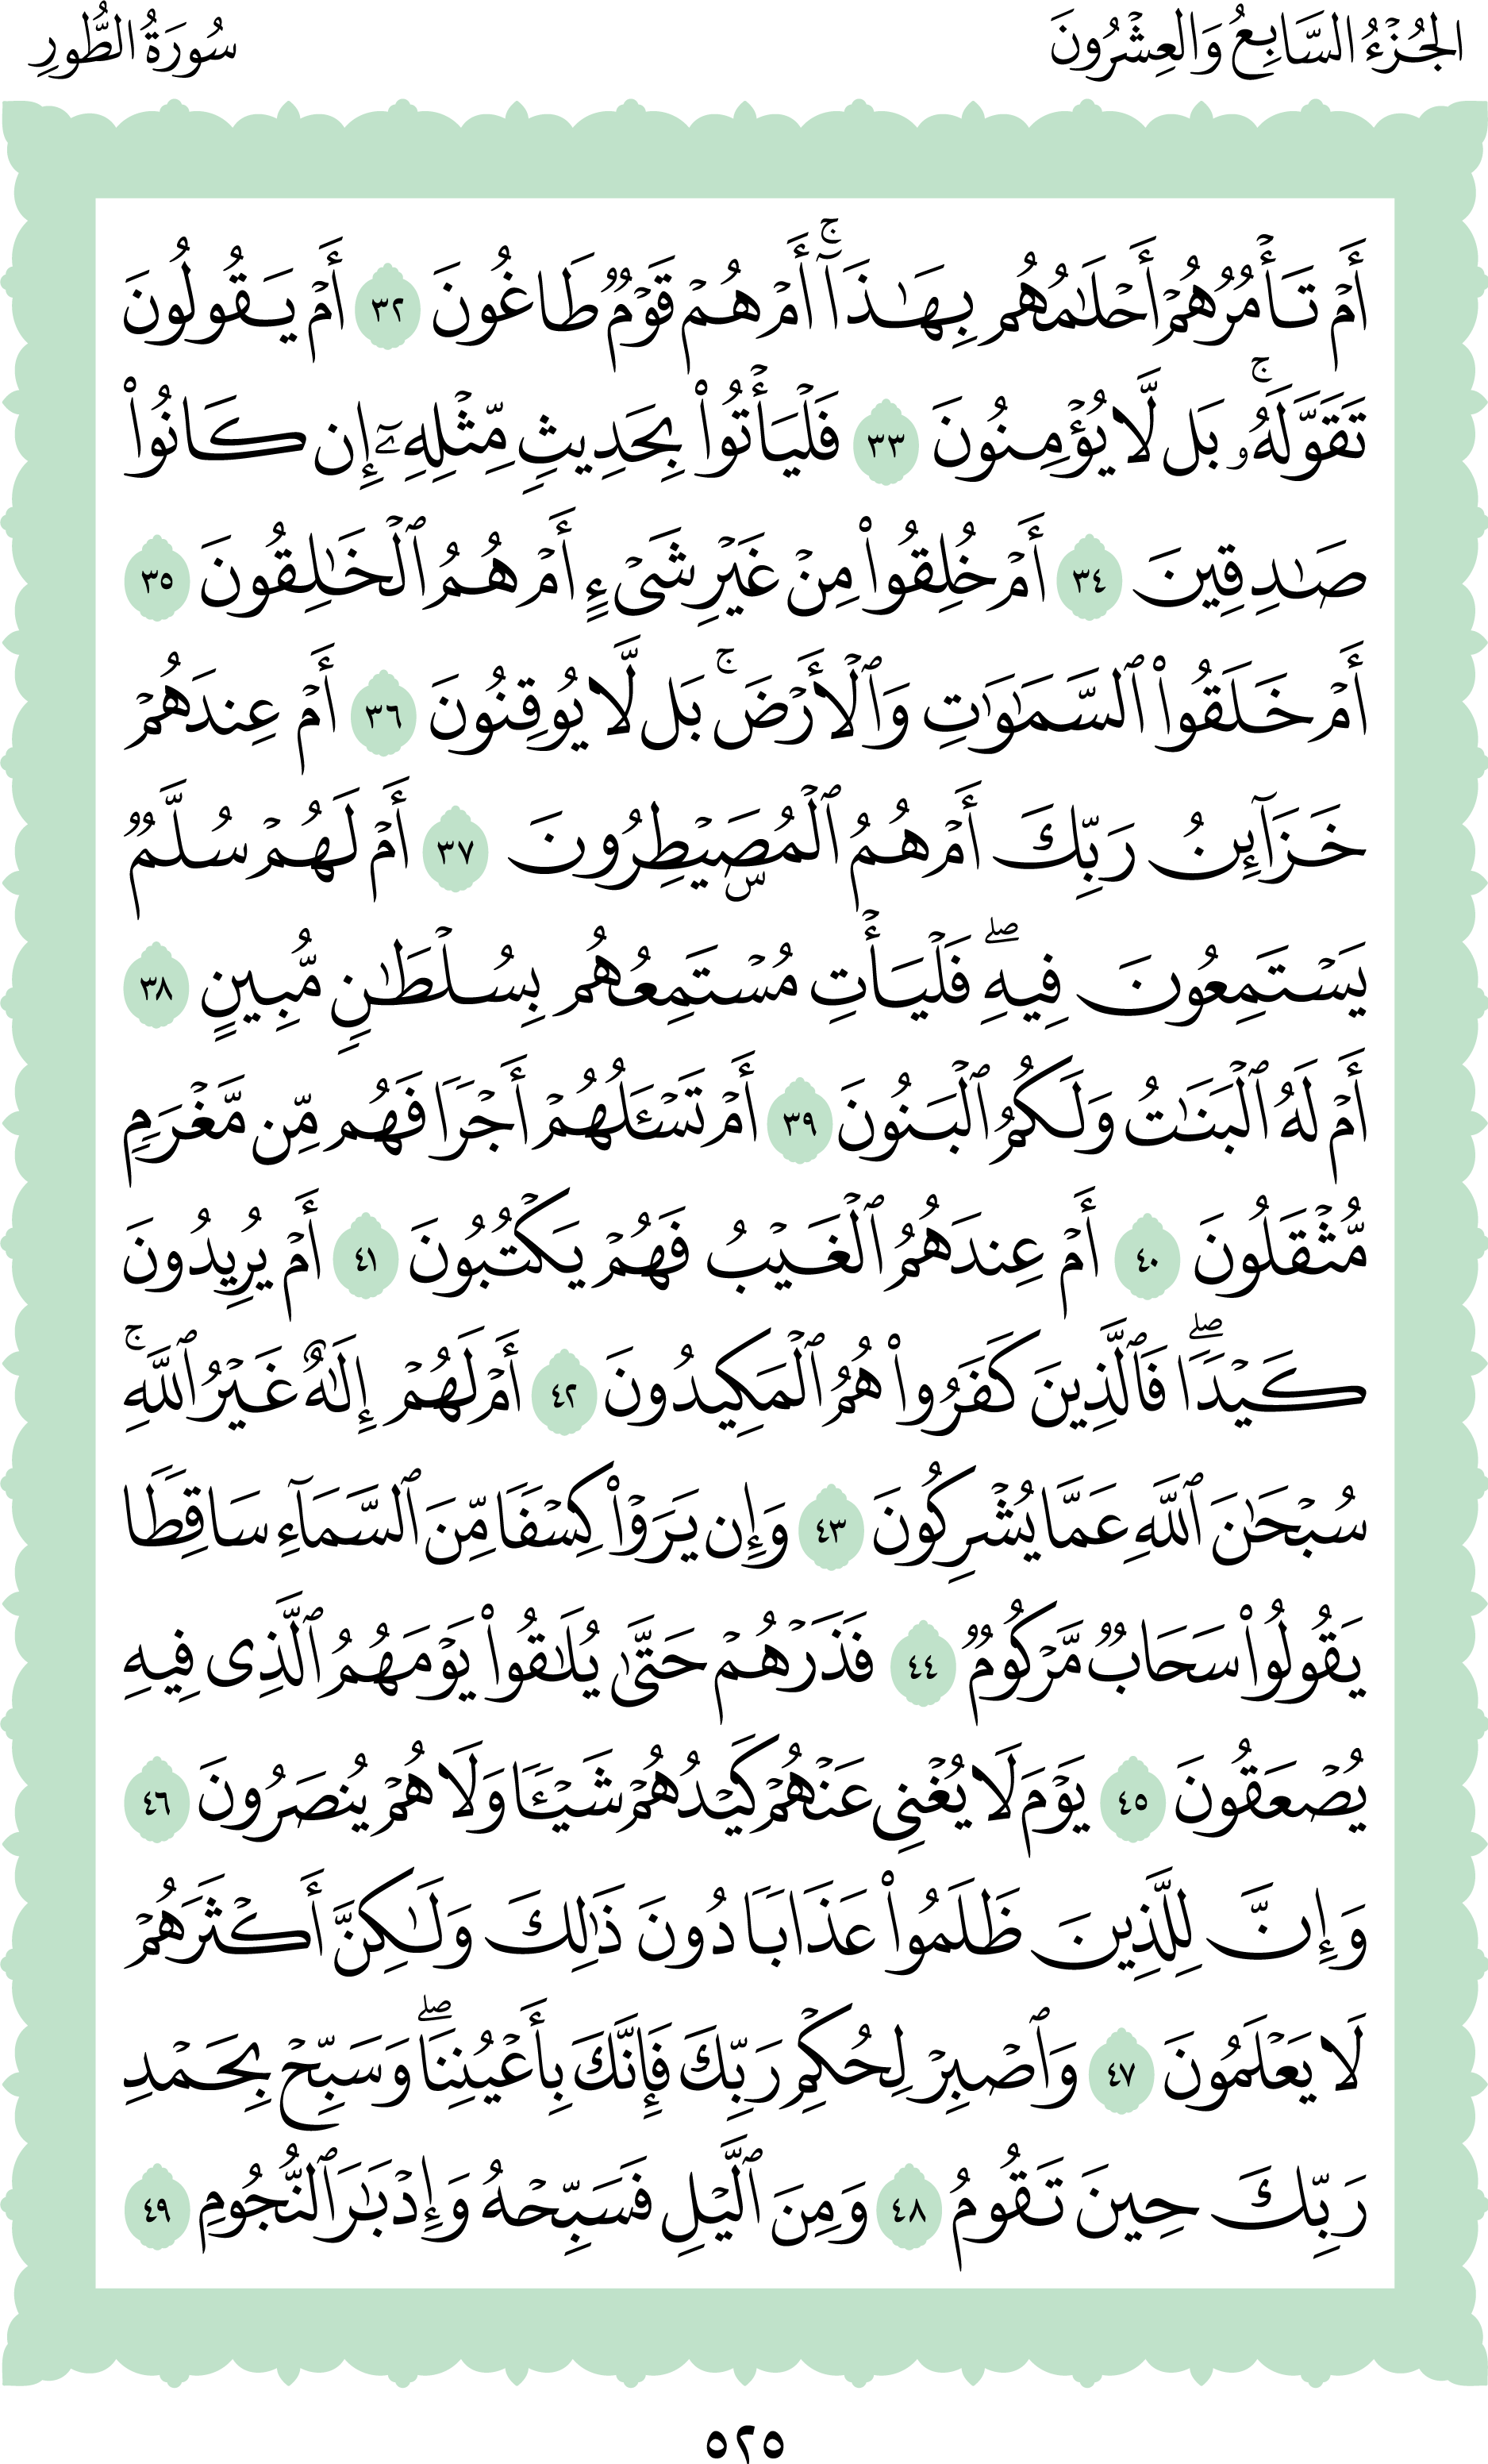 الجُزْءُ السَّابِعُ وَالعِشْرُونَ
سُورَةُ الطُّورِ
أَمۡ تَأۡمُرُهُمۡ أَحۡلَٰمُهُم بِهَٰذَآۚ أَمۡ هُمۡ قَوۡمٞ طَاغُونَ ٣٢ أَمۡ يَقُولُونَ
تَقَوَّلَهُۥۚ بَل لَّا يُؤۡمِنُونَ ٣٣ فَلۡيَأۡتُواْ بِحَدِيثٖ مِّثۡلِهِۦٓ إِن كَانُواْ
صَٰدِقِينَ ٣٤ أَمۡ خُلِقُواْ مِنۡ غَيۡرِ شَيۡءٍ أَمۡ هُمُ ٱلۡخَٰلِقُونَ ٣٥
أَمۡ خَلَقُواْ ٱلسَّمَٰوَٰتِ وَٱلۡأَرۡضَۚ بَل لَّا يُوقِنُونَ ٣٦ أَمۡ عِندَهُمۡ
خَزَآئِنُ رَبِّكَ أَمۡ هُمُ ٱلۡمُصَۜيۡطِرُونَ ٣٧ أَمۡ لَهُمۡ سُلَّمٞ
يَسۡتَمِعُونَ فِيهِۖ فَلۡيَأۡتِ مُسۡتَمِعُهُم بِسُلۡطَٰنٖ مُّبِينٍ ٣٨
أَمۡ لَهُ ٱلۡبَنَٰتُ وَلَكُمُ ٱلۡبَنُونَ ٣٩ أَمۡ تَسۡـَٔلُهُمۡ أَجۡرٗا فَهُم مِّن مَّغۡرَمٖ
مُّثۡقَلُونَ ٤٠ أَمۡ عِندَهُمُ ٱلۡغَيۡبُ فَهُمۡ يَكۡتُبُونَ ٤١ أَمۡ يُرِيدُونَ
كَيۡدٗاۖ فَٱلَّذِينَ كَفَرُواْ هُمُ ٱلۡمَكِيدُونَ ٤٢ أَمۡ لَهُمۡ إِلَٰهٌ غَيۡرُ ٱللَّهِۚ
سُبۡحَٰنَ ٱللَّهِ عَمَّا يُشۡرِكُونَ ٤٣ وَإِن يَرَوۡاْ كِسۡفٗا مِّنَ ٱلسَّمَآءِ سَاقِطٗا
يَقُولُواْ سَحَابٞ مَّرۡكُومٞ ٤٤ فَذَرۡهُمۡ حَتَّىٰ يُلَٰقُواْ يَوۡمَهُمُ ٱلَّذِي فِيهِ
يُصۡعَقُونَ ٤٥ يَوۡمَ لَا يُغۡنِي عَنۡهُمۡ كَيۡدُهُمۡ شَيۡـٔٗا وَلَا هُمۡ يُنصَرُونَ ٤٦
وَإِنَّ لِلَّذِينَ ظَلَمُواْ عَذَابٗا دُونَ ذَٰلِكَ وَلَٰكِنَّ أَكۡثَرَهُمۡ
لَا يَعۡلَمُونَ ٤٧ وَٱصۡبِرۡ لِحُكۡمِ رَبِّكَ فَإِنَّكَ بِأَعۡيُنِنَاۖ وَسَبِّحۡ بِحَمۡدِ
رَبِّكَ حِينَ تَقُومُ ٤٨ وَمِنَ ٱلَّيۡلِ فَسَبِّحۡهُ وَإِدۡبَٰرَ ٱلنُّجُومِ ٤٩
٥٢٥